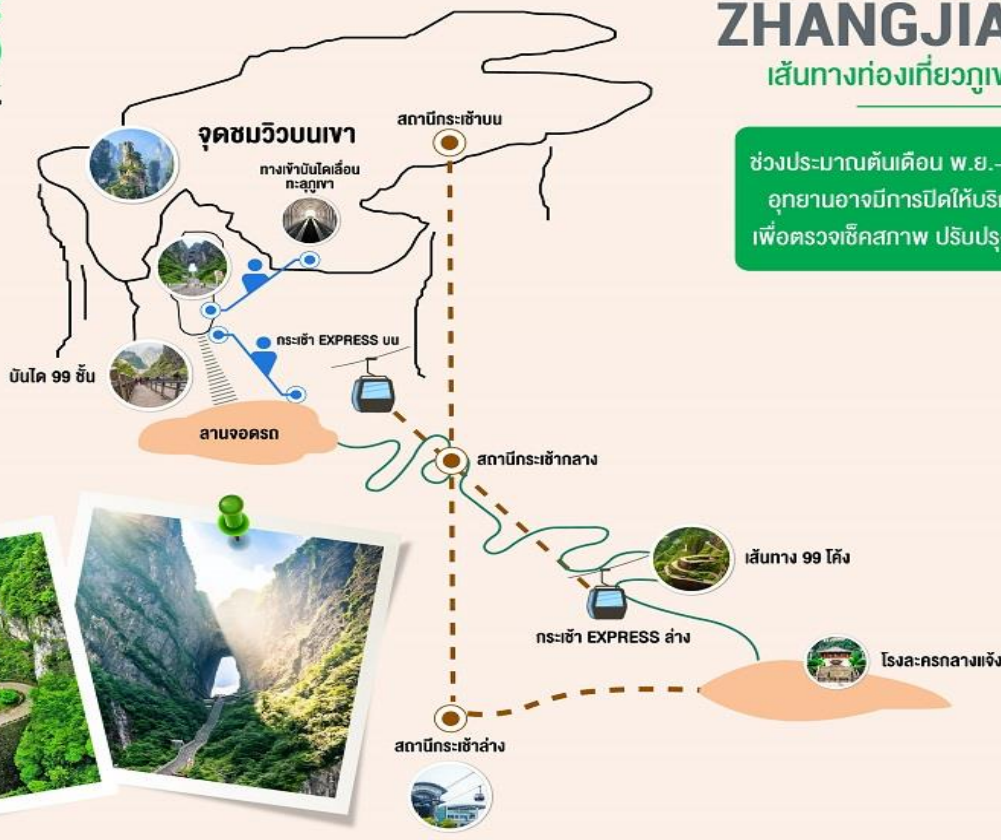 ZHANGJIA
เส้นทางท่องเที่ยวภูเข
ช่วงประมาณต้นเดือน พ.ย.-
อุทยานอาจมีการปิดให้บริก
เพื่อตรวจเช็คสภาพ ปรับปรุ
จุดชมวิวบนเขา
สถานีกระเช้าบน
ทางเข้าบันไดเลื่อน
ทะลุภูเขา
กระเช้า EXPRESS บน
บันได 99 ชั้น
ลานจอดรถ
สถานีกระเช้ากลาง
เส้นทาง 99 โค้ง
กระเช้า EXPRESS ล่าง
โรงละครกลางแจ้ง
สถานีกระเช้าล่าง